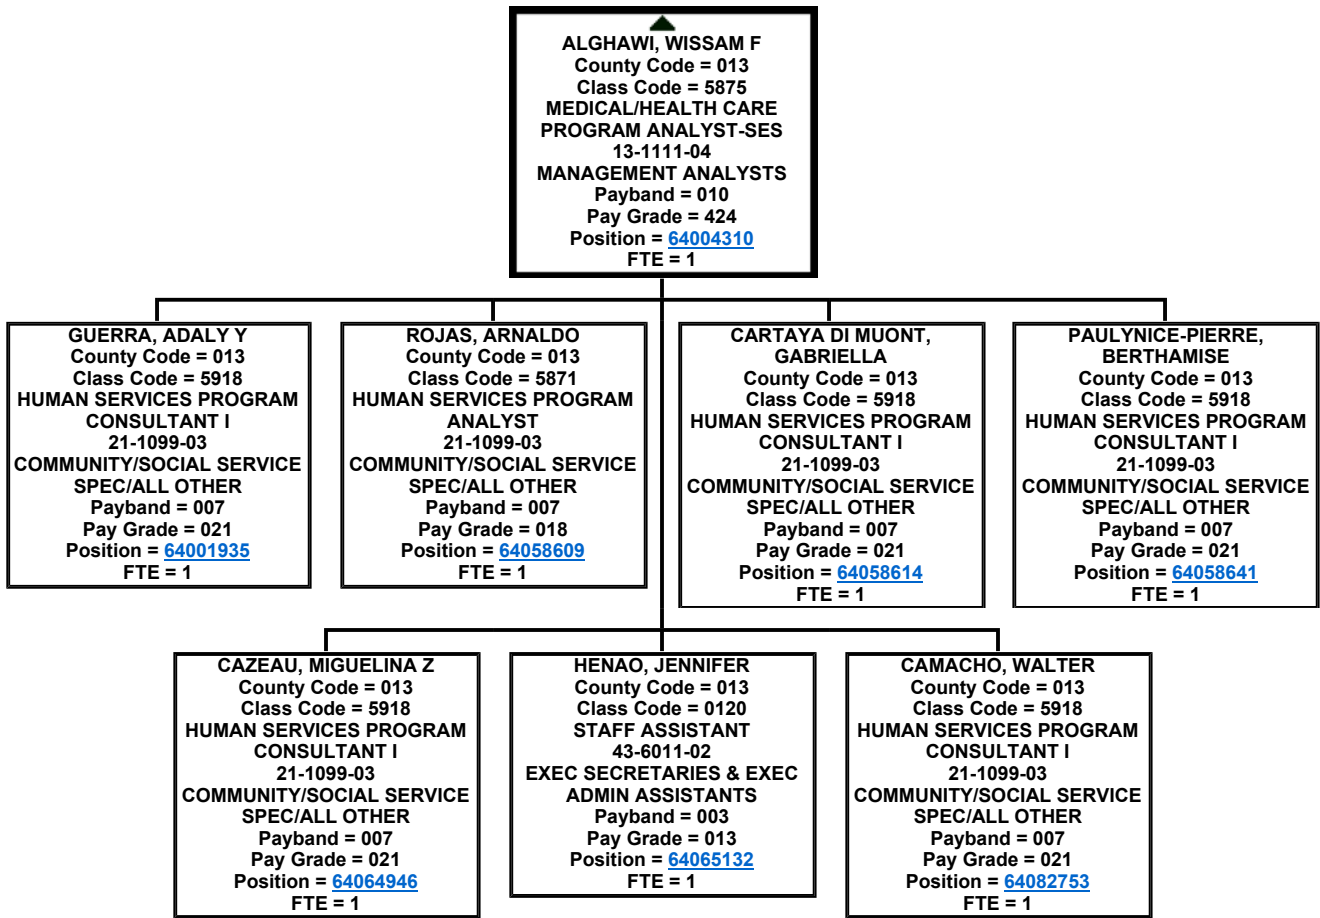 ALGHAWI, WISSAM F
County Code = 013
Class Code = 5875
MEDICAL/HEALTH CARE
PROGRAM ANALYST-SES
13-1111-04
MANAGEMENT ANALYSTS
Payband = 010
Pay Grade = 424
Position = 64004310
FTE = 1
GUERRA, ADALY Y
County Code = 013
Class Code = 5918
HUMAN SERVICES PROGRAM
CONSULTANT I
21-1099-03
COMMUNITY/SOCIAL SERVICE
SPEC/ALL OTHER
Payband = 007
Pay Grade = 021
Position = 64001935
FTE = 1
ROJAS, ARNALDO
County Code = 013
Class Code = 5871
HUMAN SERVICES PROGRAM
ANALYST
21-1099-03
COMMUNITY/SOCIAL SERVICE
SPEC/ALL OTHER
Payband = 007
Pay Grade = 018
Position = 64058609
FTE = 1
CARTAYA DI MUONT,
GABRIELLA
County Code = 013
Class Code = 5918
HUMAN SERVICES PROGRAM
CONSULTANT I
21-1099-03
COMMUNITY/SOCIAL SERVICE
SPEC/ALL OTHER
Payband = 007
Pay Grade = 021
Position = 64058614
FTE = 1
PAULYNICE-PIERRE,
BERTHAMISE
County Code = 013
Class Code = 5918
HUMAN SERVICES PROGRAM
CONSULTANT I
21-1099-03
COMMUNITY/SOCIAL SERVICE
SPEC/ALL OTHER
Payband = 007
Pay Grade = 021
Position = 64058641
FTE = 1
CAZEAU, MIGUELINA Z
County Code = 013
Class Code = 5918
HUMAN SERVICES PROGRAM
CONSULTANT I
21-1099-03
COMMUNITY/SOCIAL SERVICE
SPEC/ALL OTHER
Payband = 007
Pay Grade = 021
Position = 64064946
FTE = 1
HENAO, JENNIFER
County Code = 013
Class Code = 0120
STAFF ASSISTANT
43-6011-02
EXEC SECRETARIES & EXEC
ADMIN ASSISTANTS
Payband = 003
Pay Grade = 013
Position = 64065132
FTE = 1
CAMACHO, WALTER
County Code = 013
Class Code = 5918
HUMAN SERVICES PROGRAM
CONSULTANT I
21-1099-03
COMMUNITY/SOCIAL SERVICE
SPEC/ALL OTHER
Payband = 007
Pay Grade = 021
Position = 64082753
FTE = 1